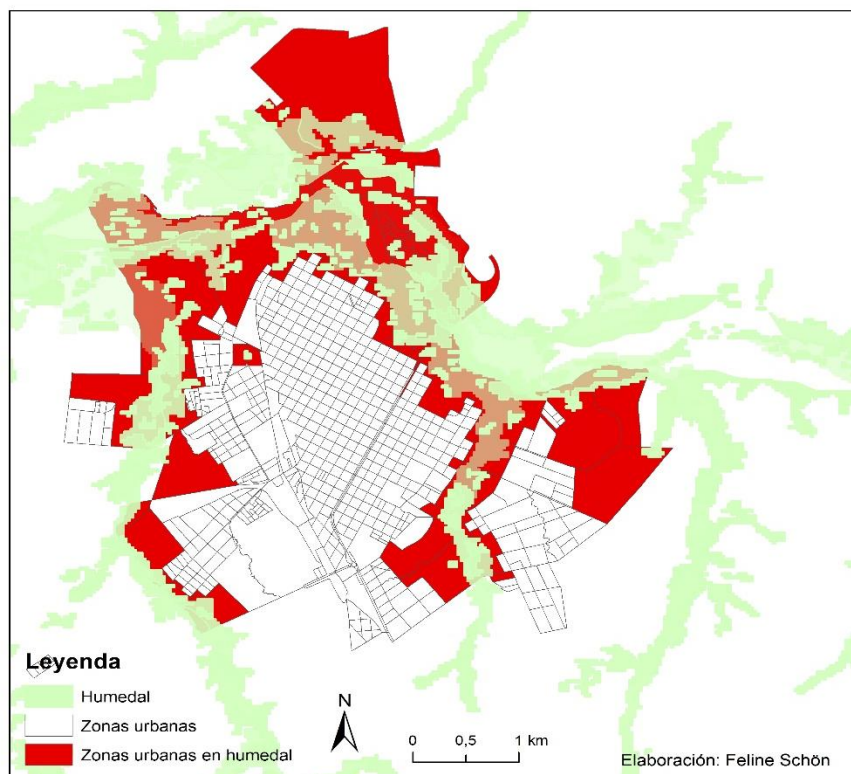 Leyenda
Humedal
Zonas urbanas
Zonas urbanas en humedal
N
0 0,5 1 km
Elaboración: Feline Schön